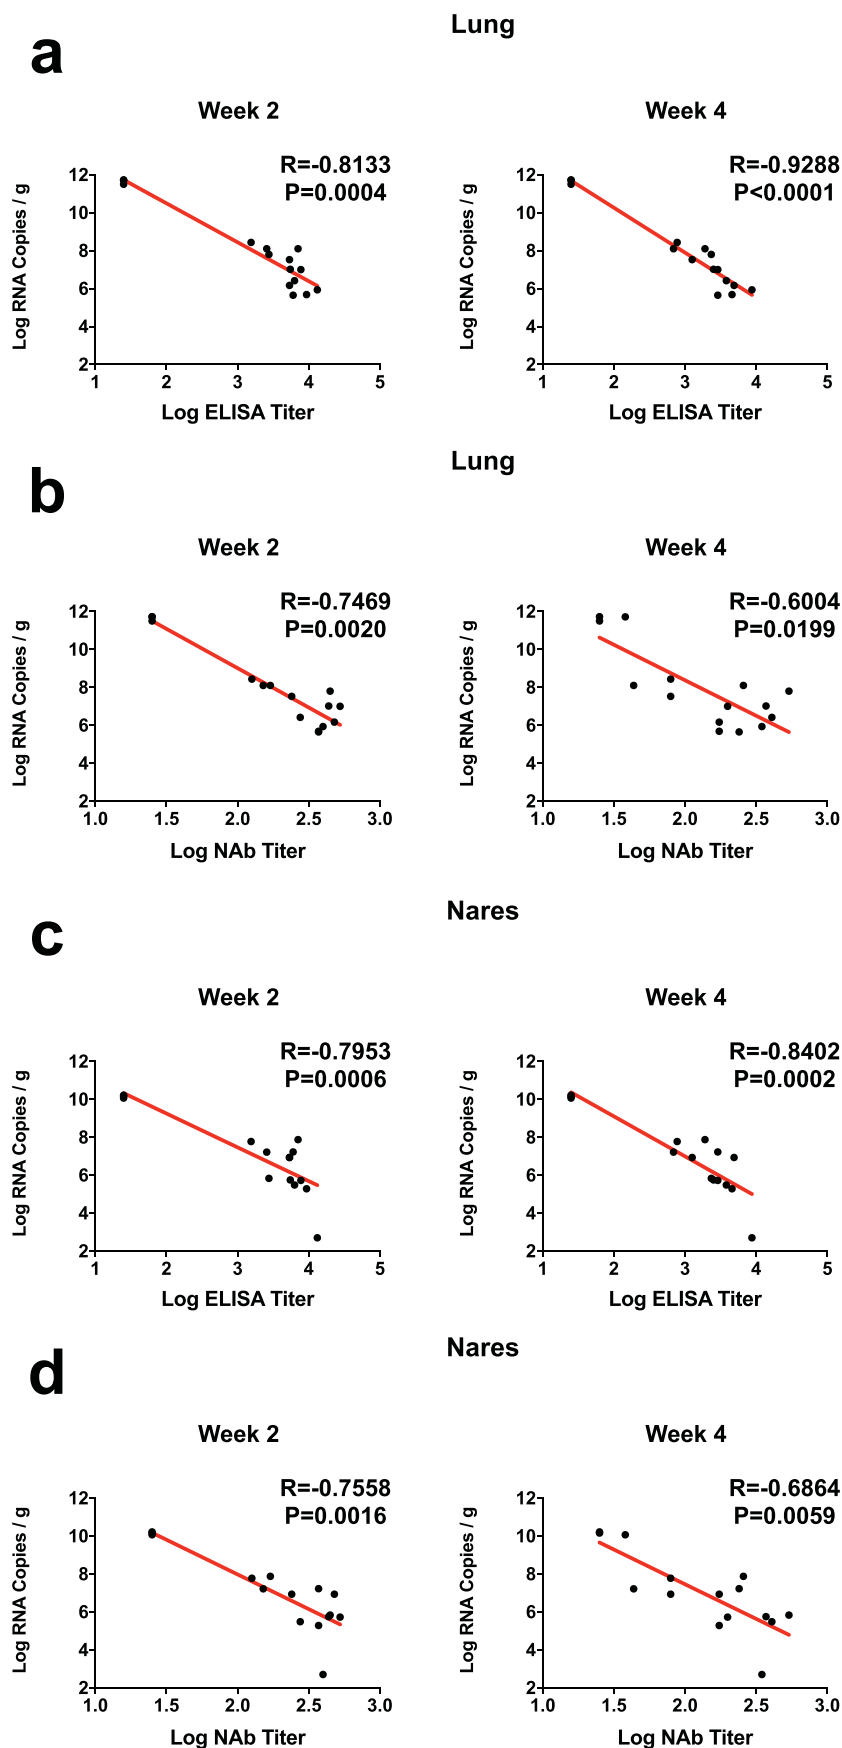 Lung
a
Week 2
Week 4
R=-0.8133
P=0.0004
R=-0.9288
P<0.0001
Log RNA Copies / g
12
10
8
6
4
2
1 2 3 4 5
Log ELISA Titer
Log RNA Copies / g
12
10
8
6
4
2
1 2 3 4 5
Log ELISA Titer
Lung
b
Week 2
Week 4
R=-0.7469
P=0.0020
R=-0.6004
P=0.0199
Log RNA Copies / g
12
10
8
6
4
2
1.0 1.5 2.0 2.5 3.0
Log NAb Titer
Log RNA Copies / g
12
10
8
6
4
2
1.0 1.5 2.0 2.5 3.0
Log NAb Titer
Nares
c
Week 2
Week 4
R=-0.7953
P=0.0006
R=-0.8402
P=0.0002
Log RNA Copies / g
12
10
8
6
4
2
1 2 3 4 5
Log ELISA Titer
Log RNA Copies / g
12
10
8
6
4
2
1 2 3 4 5
Log ELISA Titer
Nares
d
Week 2
Week 4
R=-0.7558
P=0.0016
R=-0.6864
P=0.0059
Log RNA Copies / g
12
10
8
6
4
2
1.0 1.5 2.0 2.5 3.0
Log NAb Titer
Log RNA Copies / g
12
10
8
6
4
2
1.0 1.5 2.0 2.5 3.0
Log NAb Titer